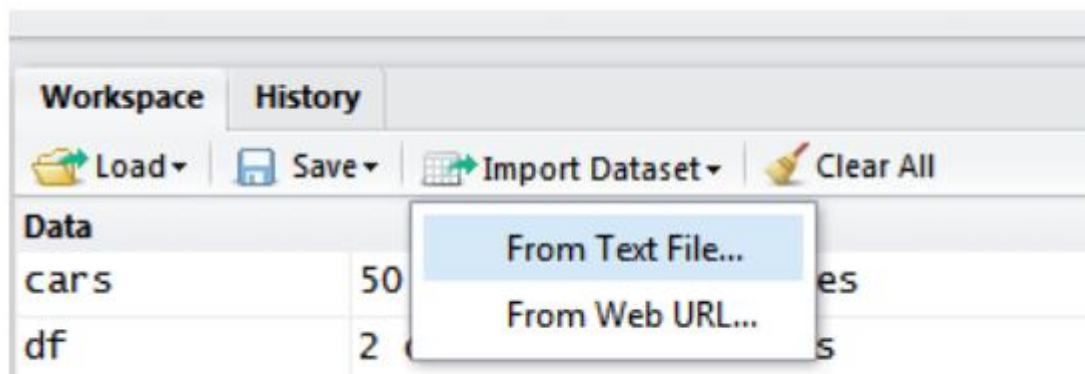 Workspace History
Load Save Import Dataset Clear All
Data
From Text File...
cars 50 es
From Web URL...
df 2 s